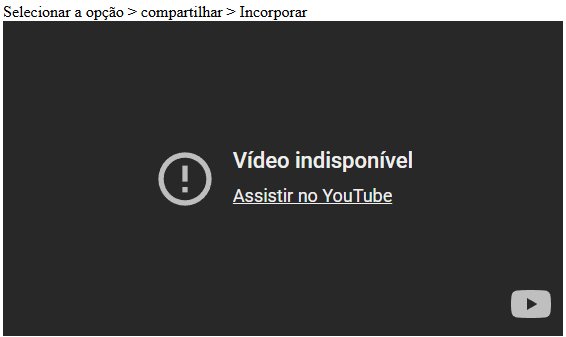 Selecionar a opção > compartilhar > Incorporar
Vídeo indisponível
Assistir no YouTube